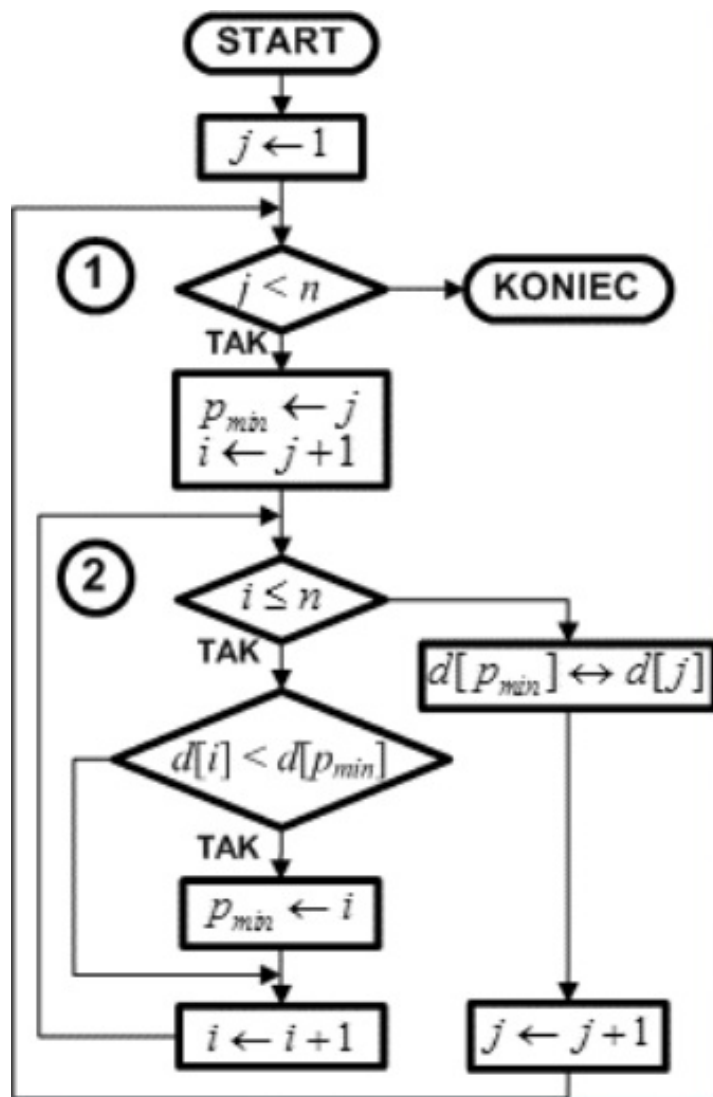 START
j ← 1
1
j < n
KONIEC
TAK
p_min ← j
i ← j + 1
2
i ≤ n
TAK
d[p_min] ↔ d[j]
d[i] < d[p_min]
TAK
p_min ← i
i ← i + 1
j ← j + 1